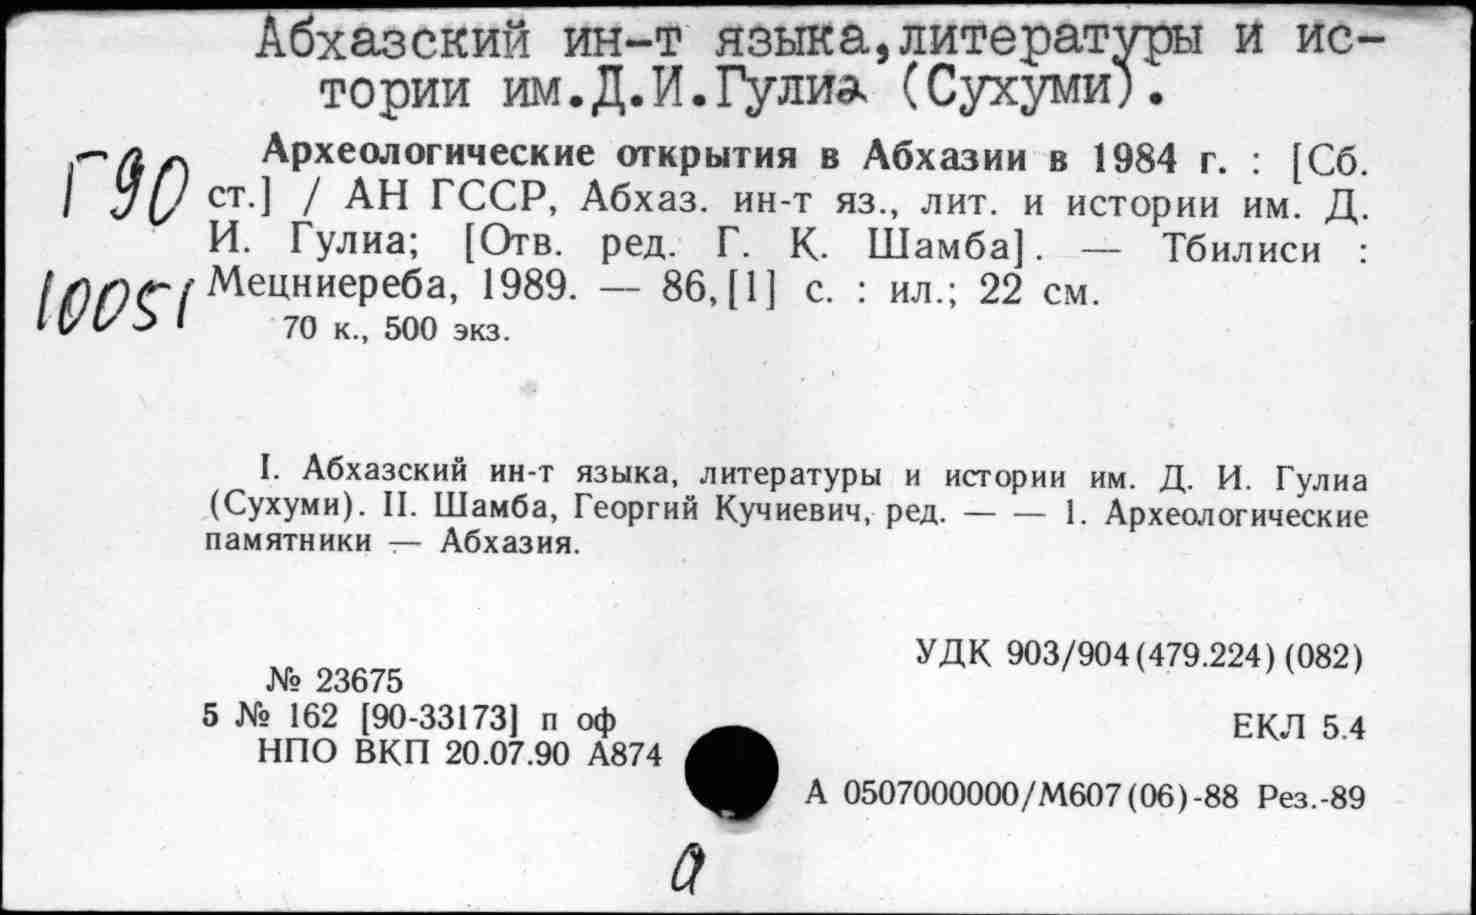 Абхазский ин-т языка,литературы и ис-
тории им.Д.И.Гулиа (Сухуми).
Г90
10051
Археологические открытия в Абхазии в 1984 г. : [Сб.
ст.] / АН ГССР, Абхаз. ин-т яз., лит. и истории им. Д.
И. Гулиа; [Отв. ред. Г. К. Шамба]. — Тбилиси :
Мецниереба, 1989. — 86,[1] с. : ил.; 22 см.
70 к., 500 экз.
I. Абхазский ин-т языка, литературы и истории им. Д. И. Гулиа
(Сухуми). II. Шамба, Георгий Кучиевич, ред. — — 1. Археологические
памятники — Абхазия.
УДК 903/904(479.224)(082)
№ 23675
5 № 162 [90-33173] п оф
ЕКЛ 5.4
НПО ВКП 20.07.90 А874
А 0507000000/М607(06)-88 Рез.-89
а